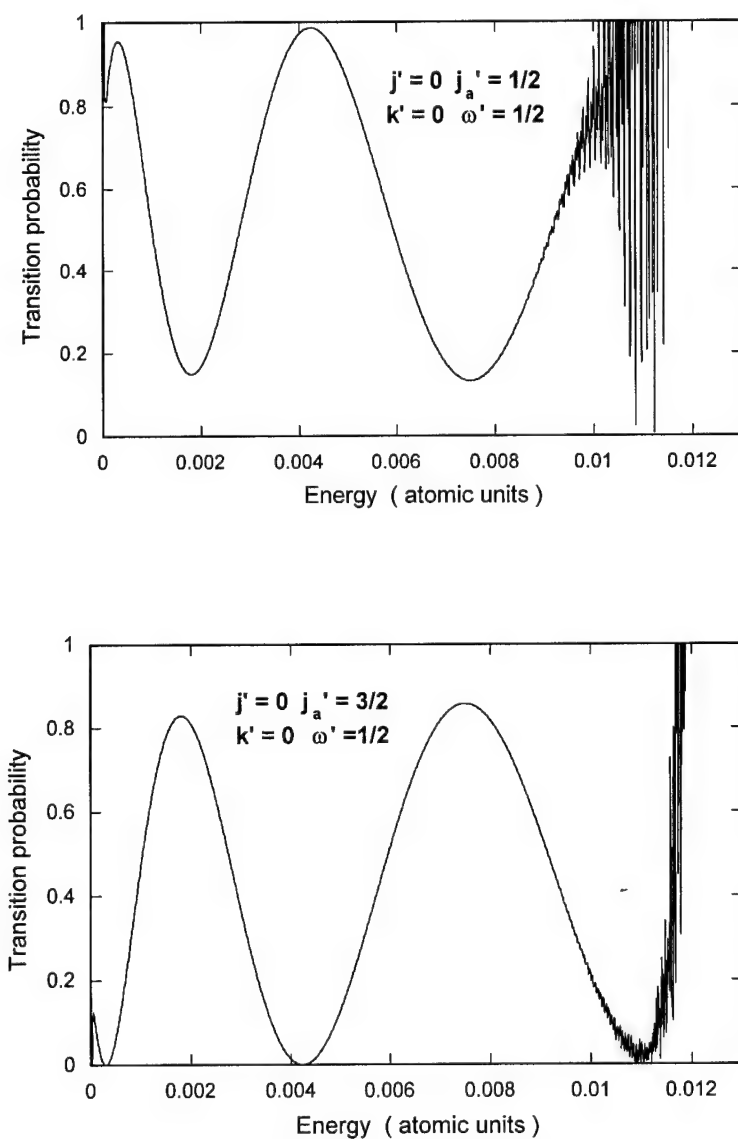 1
0.8
0.6
0.4
0.2
0
Transition probability
j' = 0 jₐ' = 1/2
k' = 0 ω' = 1/2
0 0.002 0.004 0.006 0.008 0.01 0.012
Energy ( atomic units )
1
0.8
0.6
0.4
0.2
0
Transition probability
j' = 0 jₐ' = 3/2
k' = 0 ω' =1/2
0 0.002 0.004 0.006 0.008 0.01 0.012
Energy ( atomic units )